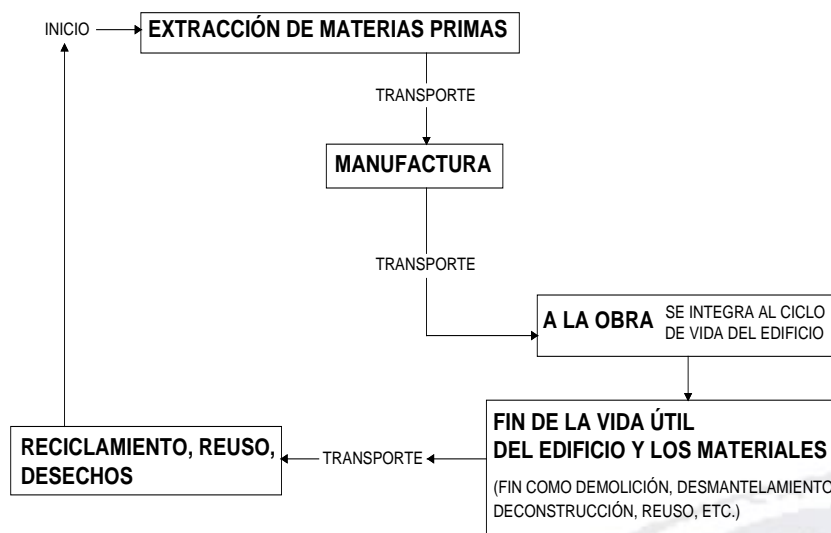 INICIO
EXTRACCIÓN DE MATERIAS PRIMAS
TRANSPORTE
MANUFACTURA
TRANSPORTE
A LA OBRA
SE INTEGRA AL CICLO
DE VIDA DEL EDIFICIO
FIN DE LA VIDA ÚTIL
DEL EDIFICIO Y LOS MATERIALES
(FIN COMO DEMOLICIÓN, DESMANTELAMIENTO
DECONSTRUCCIÓN, REUSO, ETC.)
TRANSPORTE
RECICLAMIENTO, REUSO,
DESECHOS